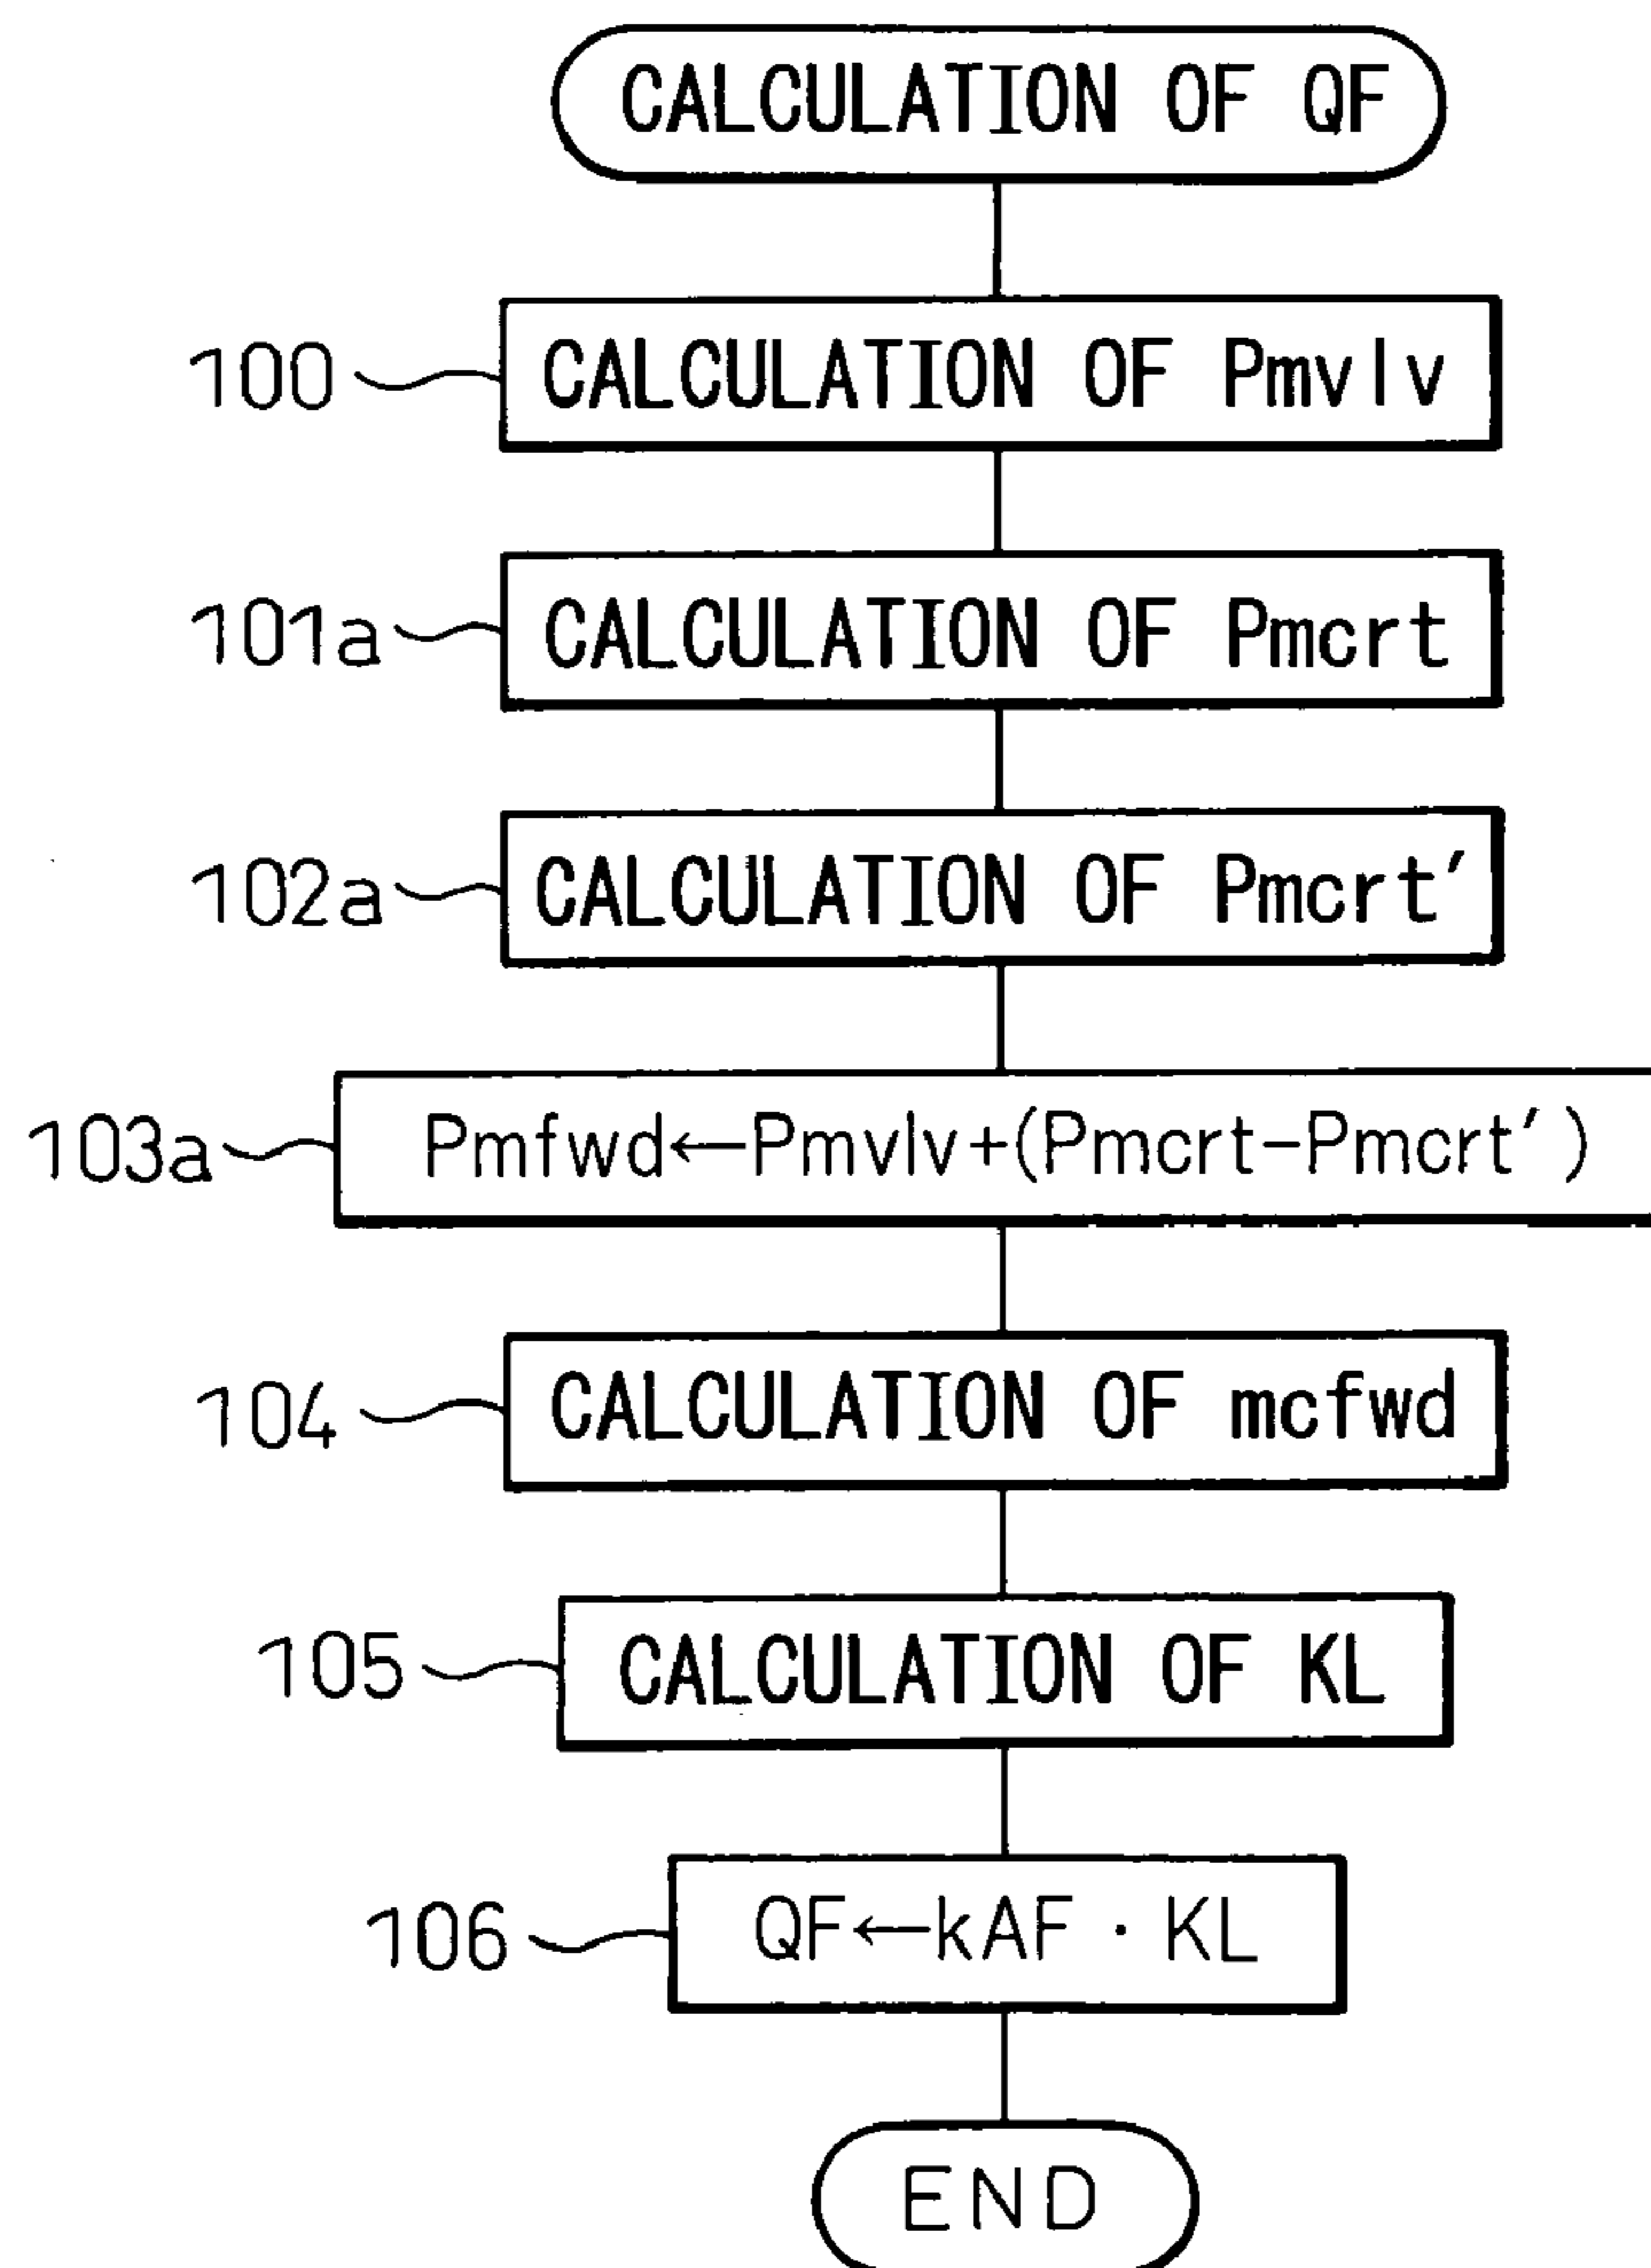 CALCULATION OF QF
100 CALCULATION OF Pmvlv
101a CALCULATION OF Pmcrt
102a CALCULATION OF Pmcrt′
103a Pmfwd←Pmvlv+(Pmcrt−Pmcrt′)
104 CALCULATION OF mcfwd
105 CALCULATION OF KL
106 QF←kAF · KL
END